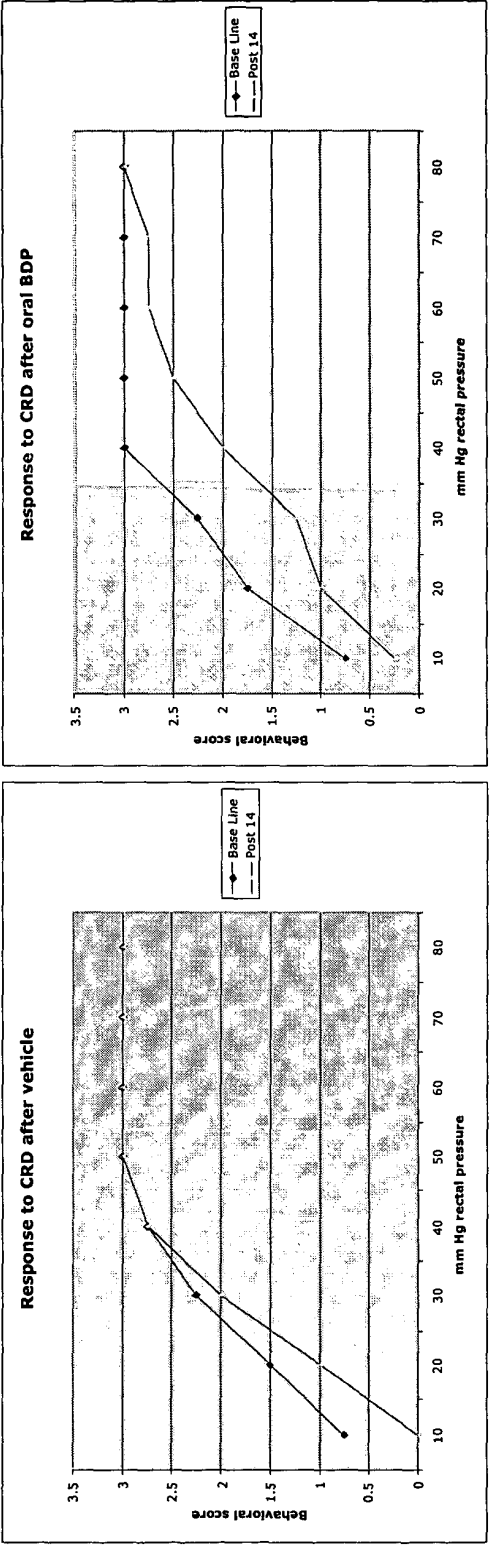 Response to CRD after vehicle
Behavioral score
3.5
3
2.5
2
1.5
1
0.5
0
10 20 30 40 50 60 70 80
mm Hg rectal pressure
Base Line
Post 14
Response to CRD after oral BDP
Behavioral score
3.5
3
2.5
2
1.5
1
0.5
0
10 20 30 40 50 60 70 80
mm Hg rectal pressure
Base Line
Post 14